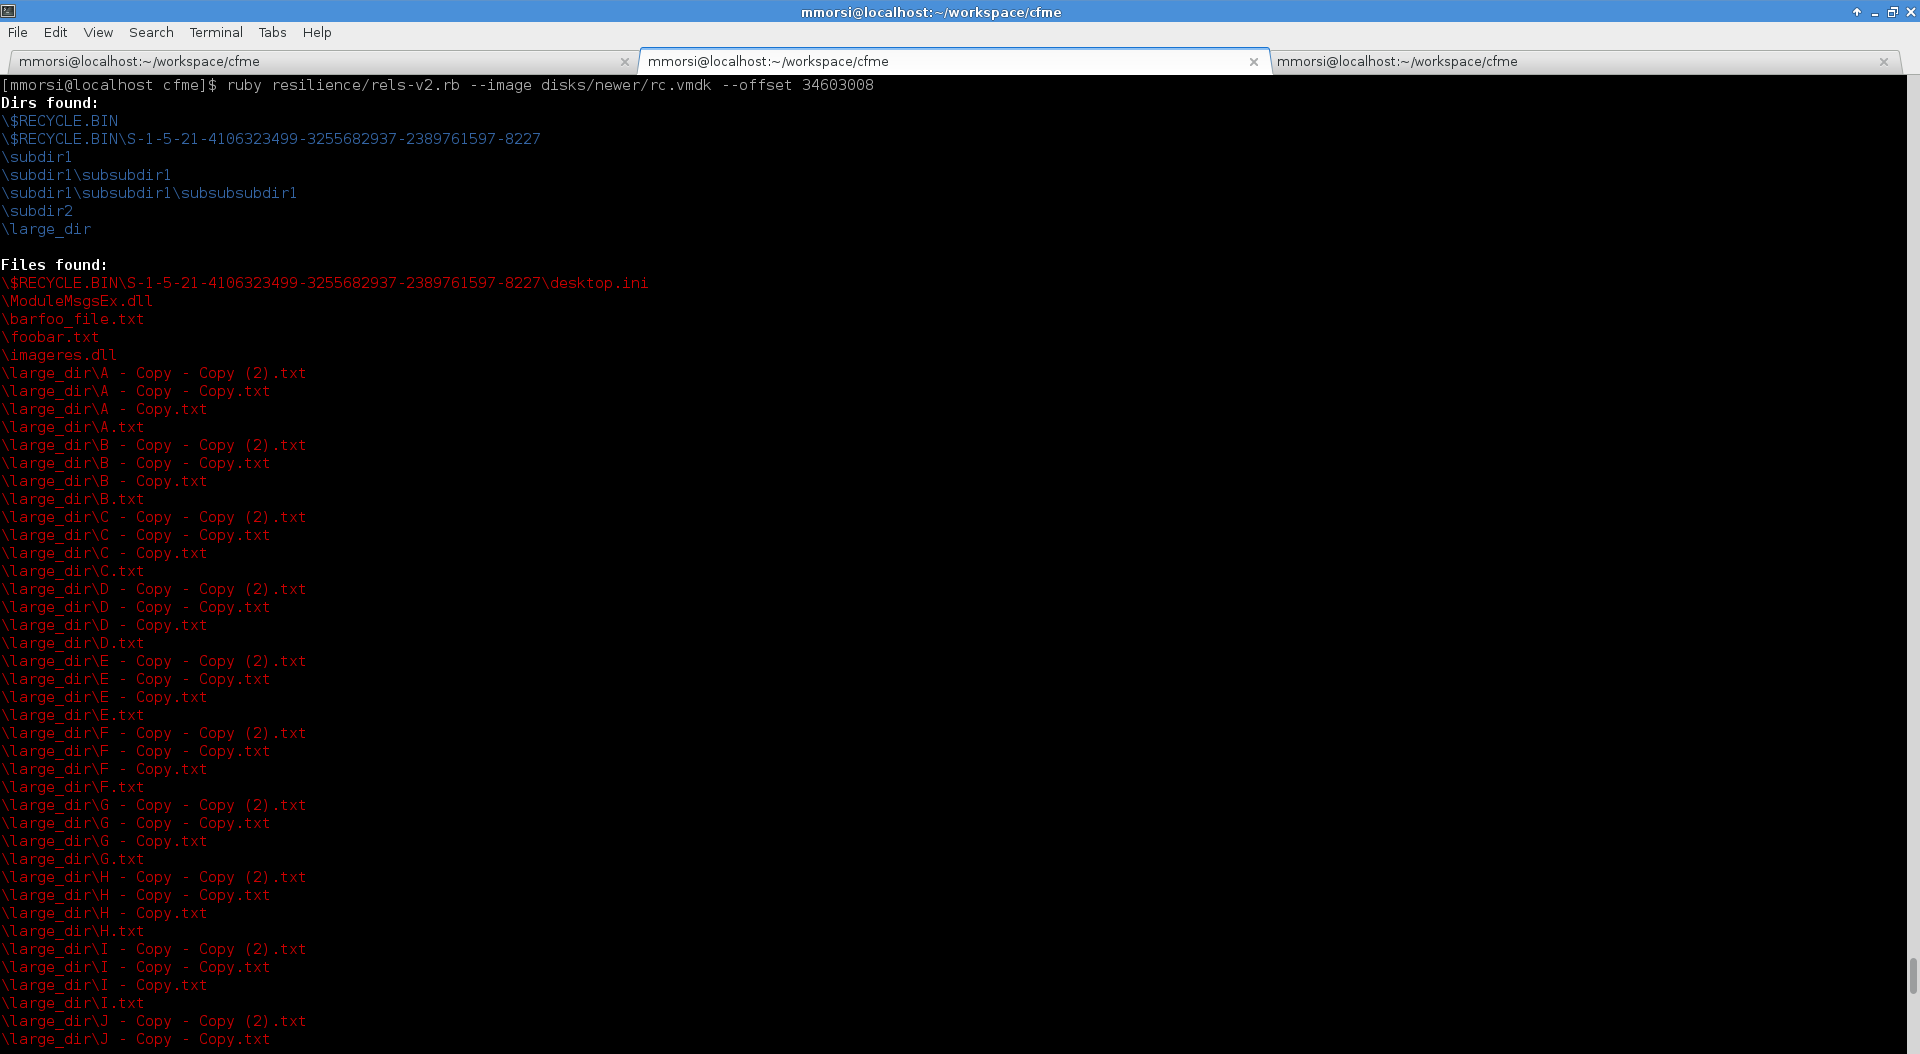 mmorsi@localhost:~/workspace/cfme
File Edit View Search Terminal Tabs Help
mmorsi@localhost:~/workspace/cfme mmorsi@localhost:~/workspace/cfme mmorsi@localhost:~/workspace/cfme
[mmorsi@localhost cfme]$ ruby resilience/rels-v2.rb --image disks/newer/rc.vmdk --offset 34603008
Dirs found:
\$RECYCLE.BIN
\$RECYCLE.BIN\S-1-5-21-4106323499-3255682937-2389761597-8227
\subdir1
\subdir1\subsubdir1
\subdir1\subsubdir1\subsubsubdir1
\subdir2
\large_dir
Files found:
\$RECYCLE.BIN\S-1-5-21-4106323499-3255682937-2389761597-8227\desktop.ini
\ModuleMsgsEx.dll
\barfoo_file.txt
\foobar.txt
\imageres.dll
\large_dir\A - Copy - Copy (2).txt
\large_dir\A - Copy - Copy.txt
\large_dir\A - Copy.txt
\large_dir\A.txt
\large_dir\B - Copy - Copy (2).txt
\large_dir\B - Copy - Copy.txt
\large_dir\B - Copy.txt
\large_dir\B.txt
\large_dir\C - Copy - Copy (2).txt
\large_dir\C - Copy - Copy.txt
\large_dir\C - Copy.txt
\large_dir\C.txt
\large_dir\D - Copy - Copy (2).txt
\large_dir\D - Copy - Copy.txt
\large_dir\D - Copy.txt
\large_dir\D.txt
\large_dir\E - Copy - Copy (2).txt
\large_dir\E - Copy - Copy.txt
\large_dir\E - Copy.txt
\large_dir\E.txt
\large_dir\F - Copy - Copy (2).txt
\large_dir\F - Copy - Copy.txt
\large_dir\F - Copy.txt
\large_dir\F.txt
\large_dir\G - Copy - Copy (2).txt
\large_dir\G - Copy - Copy.txt
\large_dir\G - Copy.txt
\large_dir\G.txt
\large_dir\H - Copy - Copy (2).txt
\large_dir\H - Copy - Copy.txt
\large_dir\H - Copy.txt
\large_dir\H.txt
\large_dir\I - Copy - Copy (2).txt
\large_dir\I - Copy - Copy.txt
\large_dir\I - Copy.txt
\large_dir\I.txt
\large_dir\J - Copy - Copy (2).txt
\large_dir\J - Copy - Copy.txt